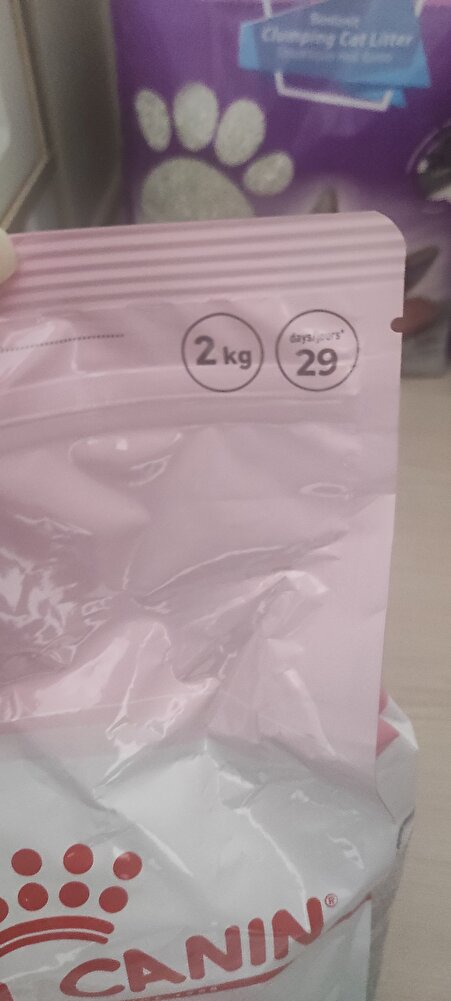 Clumping Cat Litter
2 kg
days/jours*
29
CANIN®